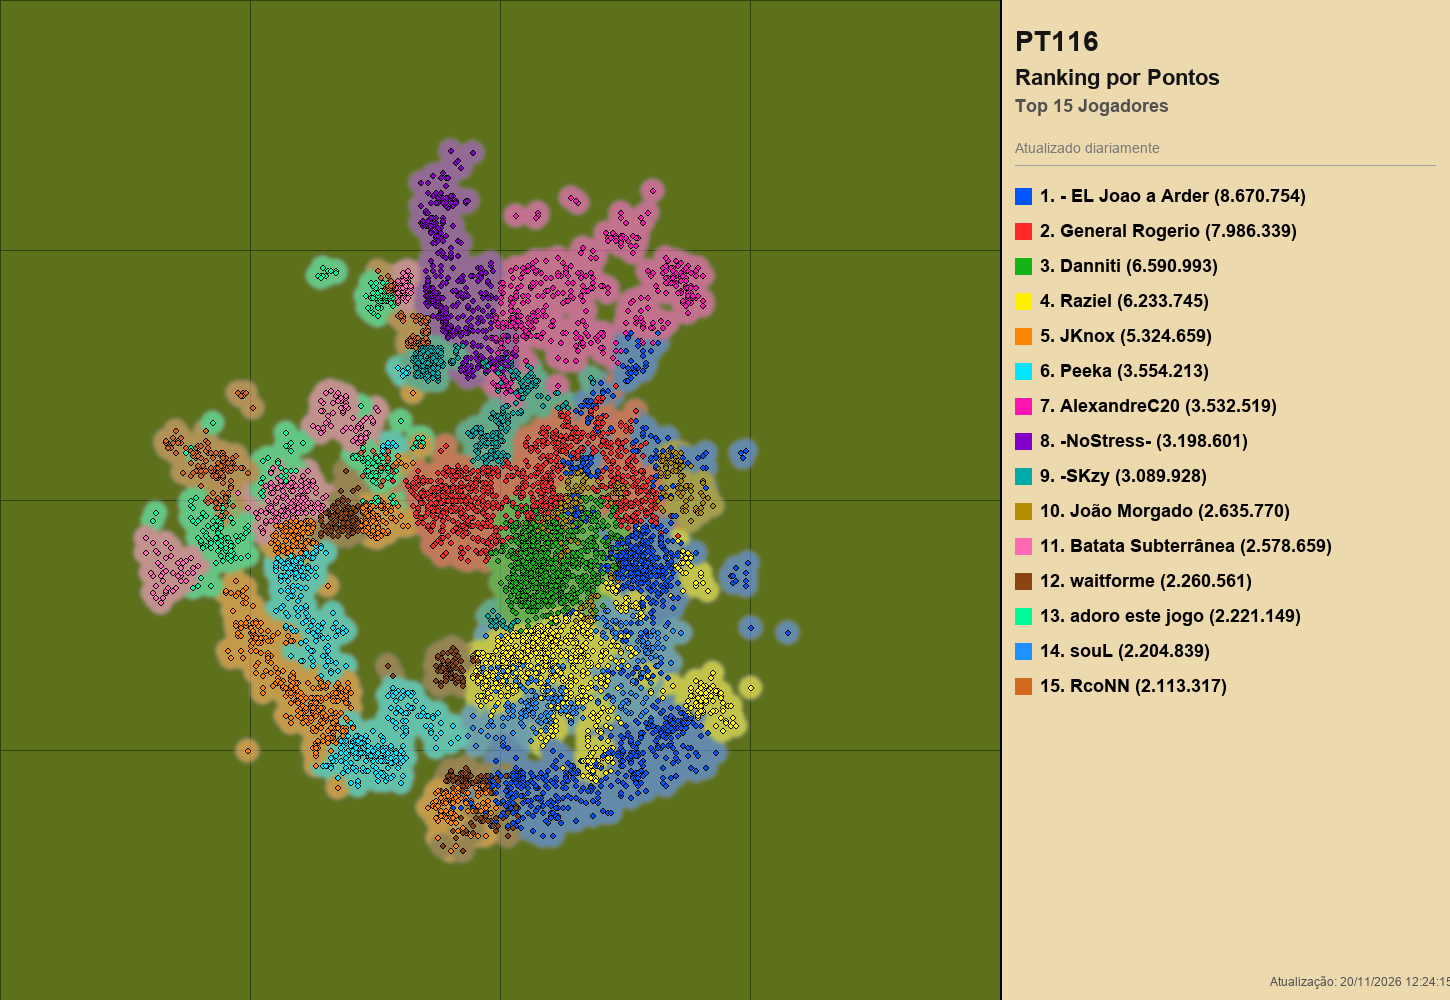 PT116
Ranking por Pontos
Top 15 Jogadores
Atualizado diariamente
1. - EL Joao a Arder (8.670.754)
2. General Rogerio (7.986.339)
3. Danniti (6.590.993)
4. Raziel (6.233.745)
5. JKnox (5.324.659)
6. Peeka (3.554.213)
7. AlexandreC20 (3.532.519)
8. -NoStress- (3.198.601)
9. -SKzy (3.089.928)
10. João Morgado (2.635.770)
11. Batata Subterrânea (2.578.659)
12. waitforme (2.260.561)
13. adoro este jogo (2.221.149)
14. souL (2.204.839)
15. RcoNN (2.113.317)
Atualização: 20/11/2026 12:24:15